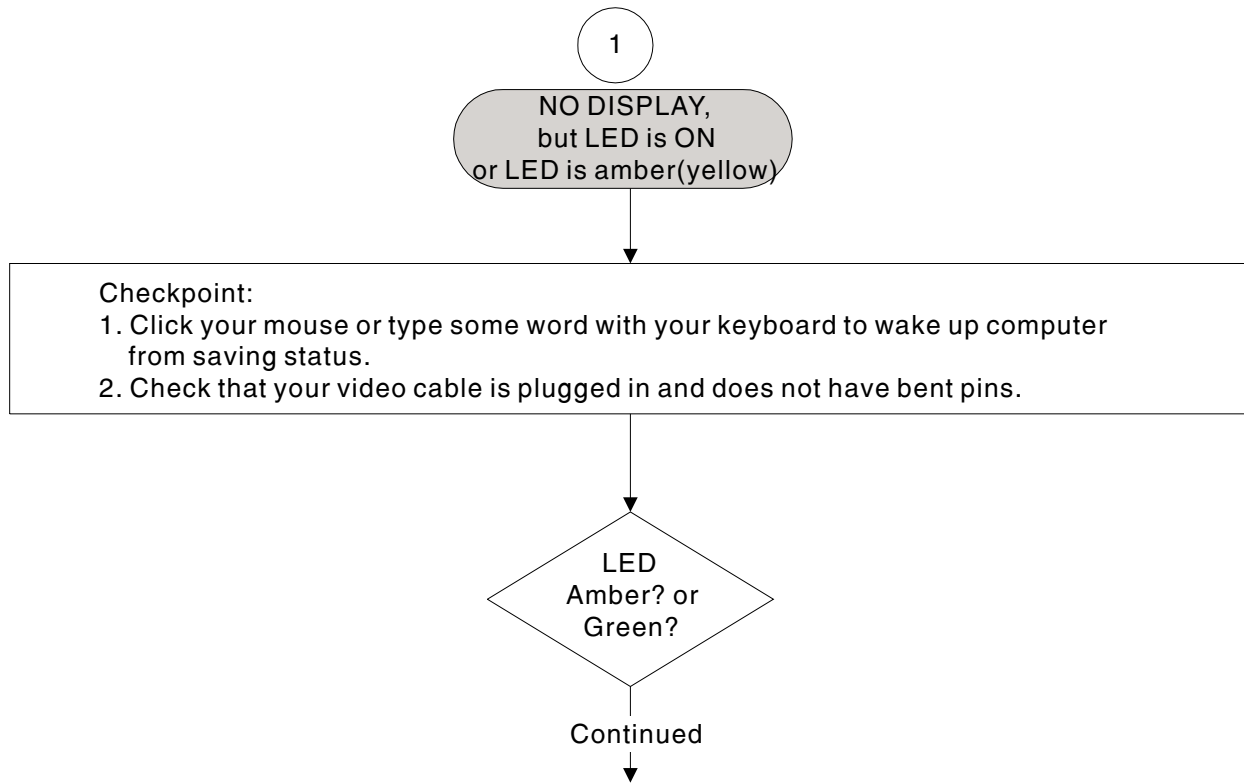 1
NO DISPLAY,
but LED is ON
or LED is amber(yellow)
Checkpoint:
1. Click your mouse or type some word with your keyboard to wake up computer
from saving status.
2. Check that your video cable is plugged in and does not have bent pins.
LED
Amber? or
Green?
Continued